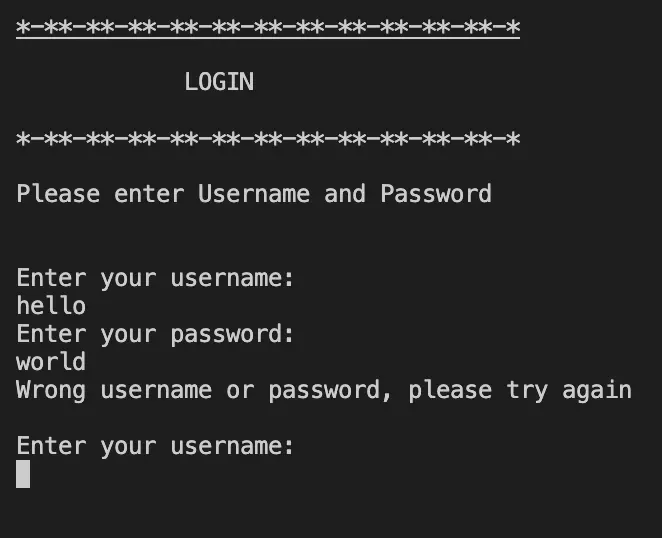 *-**-**-**-**-**-**-**-**-**-**-**-*
LOGIN
*-**-**-**-**-**-**-**-**-**-**-**-*
Please enter Username and Password
Enter your username:
hello
Enter your password:
world
Wrong username or password, please try again
Enter your username: